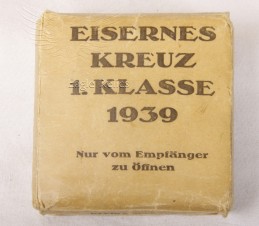 EISERNES
KREUZ
1. KLASSE
1939
Nur vom Empfänger
zu Öffnen